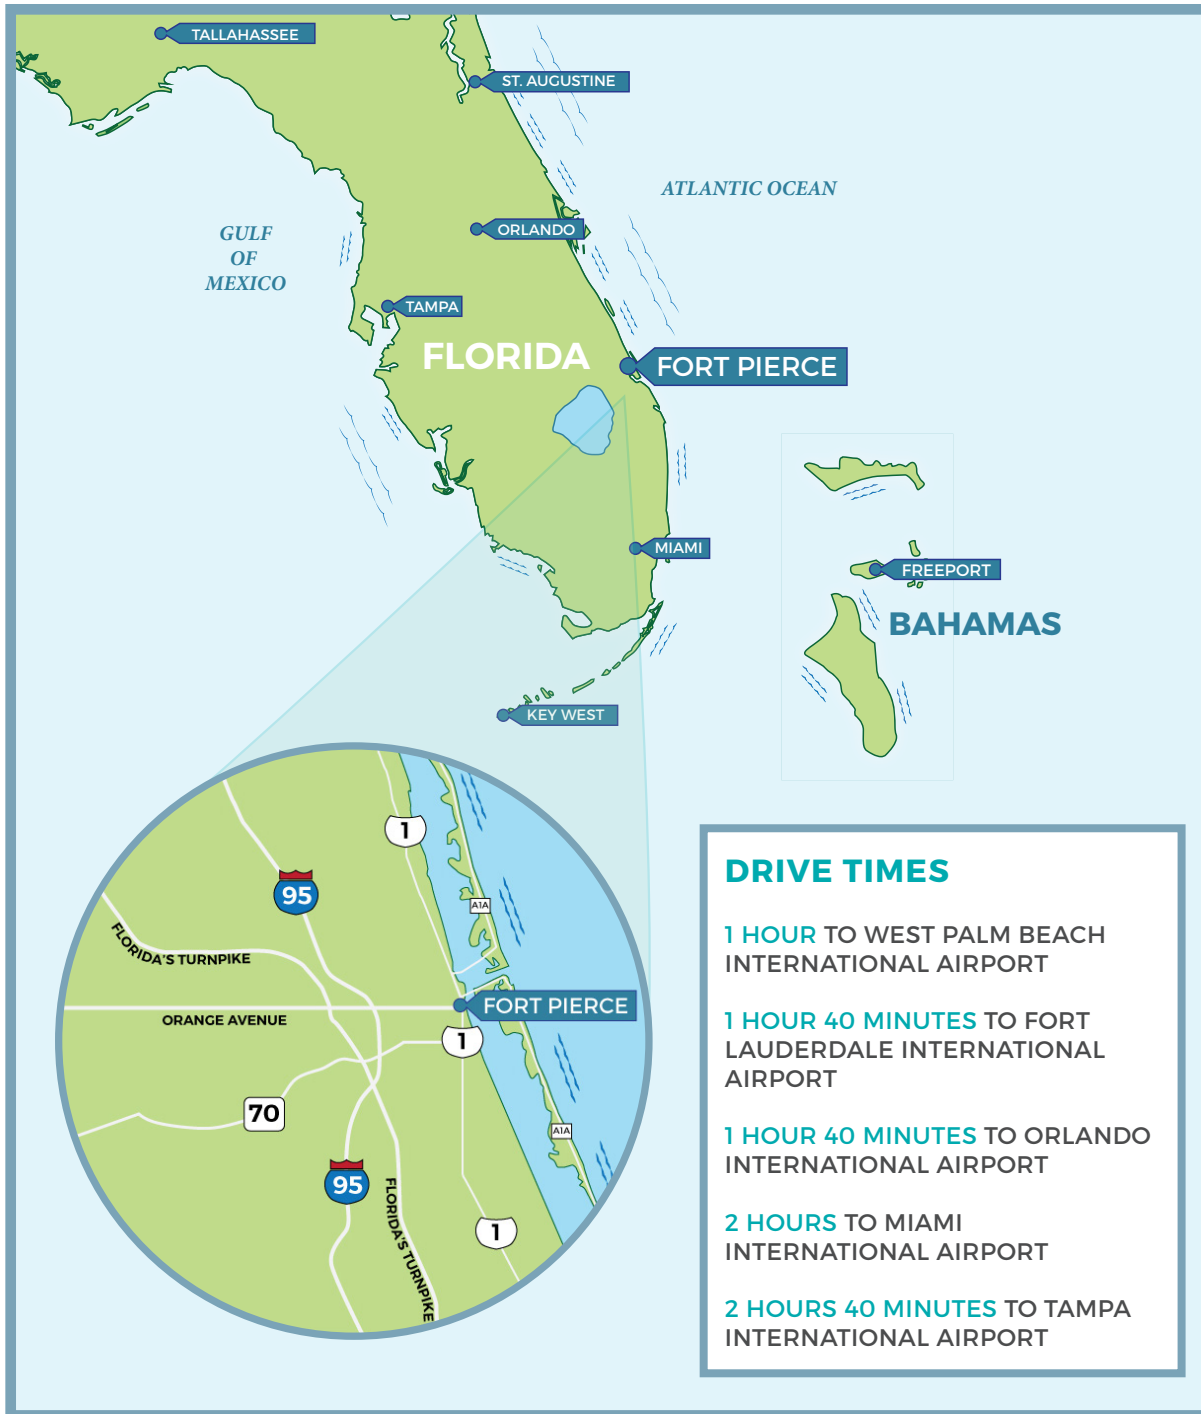 TALLAHASSEE
ST. AUGUSTINE
ATLANTIC OCEAN
GULF
OF
MEXICO
ORLANDO
TAMPA
FLORIDA
FORT PIERCE
MIAMI
FREEPORT
BAHAMAS
KEY WEST
1
95
A1A
FLORIDA'S TURNPIKE
ORANGE AVENUE
FORT PIERCE
1
70
A1A
95
FLORIDA'S TURNPIKE
1
DRIVE TIMES
1 HOUR TO WEST PALM BEACH
INTERNATIONAL AIRPORT
1 HOUR 40 MINUTES TO FORT
LAUDERDALE INTERNATIONAL
AIRPORT
1 HOUR 40 MINUTES TO ORLANDO
INTERNATIONAL AIRPORT
2 HOURS TO MIAMI
INTERNATIONAL AIRPORT
2 HOURS 40 MINUTES TO TAMPA
INTERNATIONAL AIRPORT